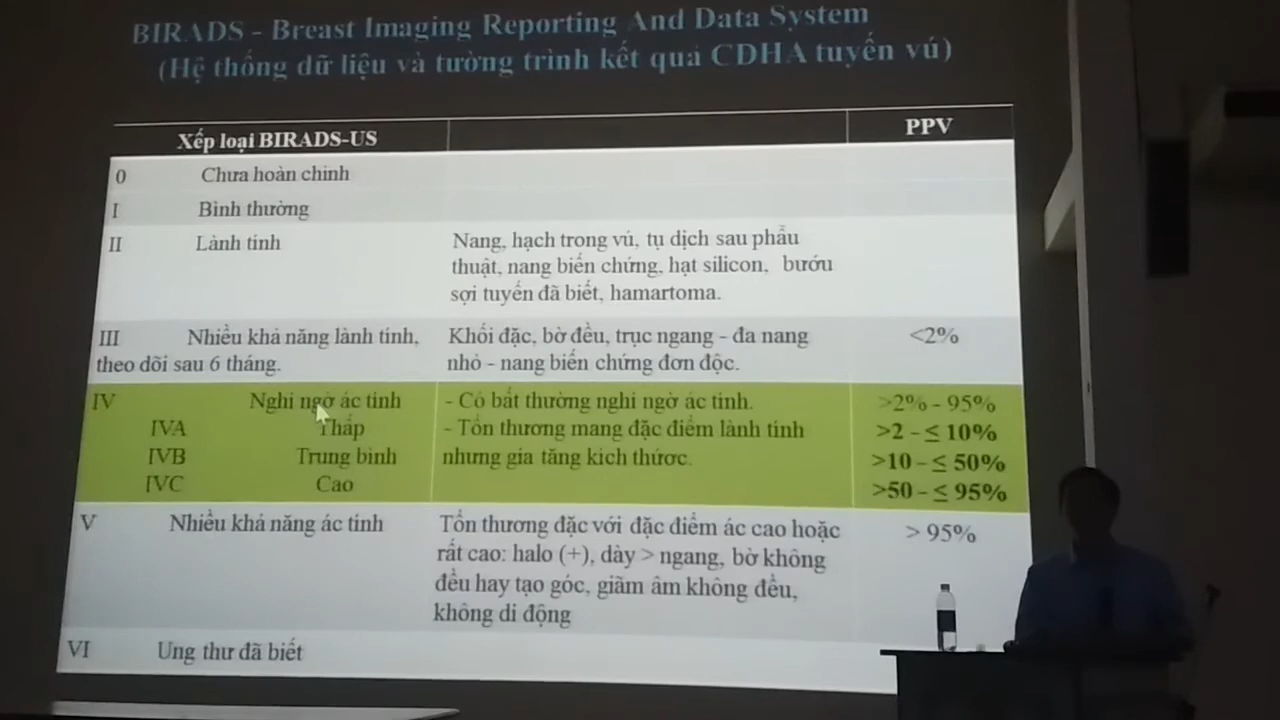 BIRADS - Breast Imaging Reporting And Data System
(Hệ thống dữ liệu và tường trình kết quả CDHA tuyến vú)
Xếp loại BIRADS-US PPV
0 Chưa hoàn chỉnh
I Bình thường
II Lành tính
Nang, hạch trong vú, tụ dịch sau phẫu
thuật, nang biến chứng, hạt silicon, bướu
sợi tuyến đã biết, hamartoma.
III Nhiều khả năng lành tính,
theo dõi sau 6 tháng.
Khối đặc, bờ đều, trục ngang - đa nang
nhỏ - nang biến chứng đơn độc.
<2%
IV Nghi ngờ ác tính
IVA Thấp
IVB Trung bình
IVC Cao
- Có bất thường nghi ngờ ác tính.
- Tổn thương mang đặc điểm lành tính
nhưng gia tăng kích thước.
>2% - 95%
>2 - ≤ 10%
>10 - ≤ 50%
>50 - ≤ 95%
V Nhiều khả năng ác tính
Tổn thương đặc với đặc điểm ác cao hoặc
rất cao: halo (+), dày > ngang, bờ không
đều hay tạo góc, giãm âm không đều,
không di động
> 95%
VI Ung thư đã biết